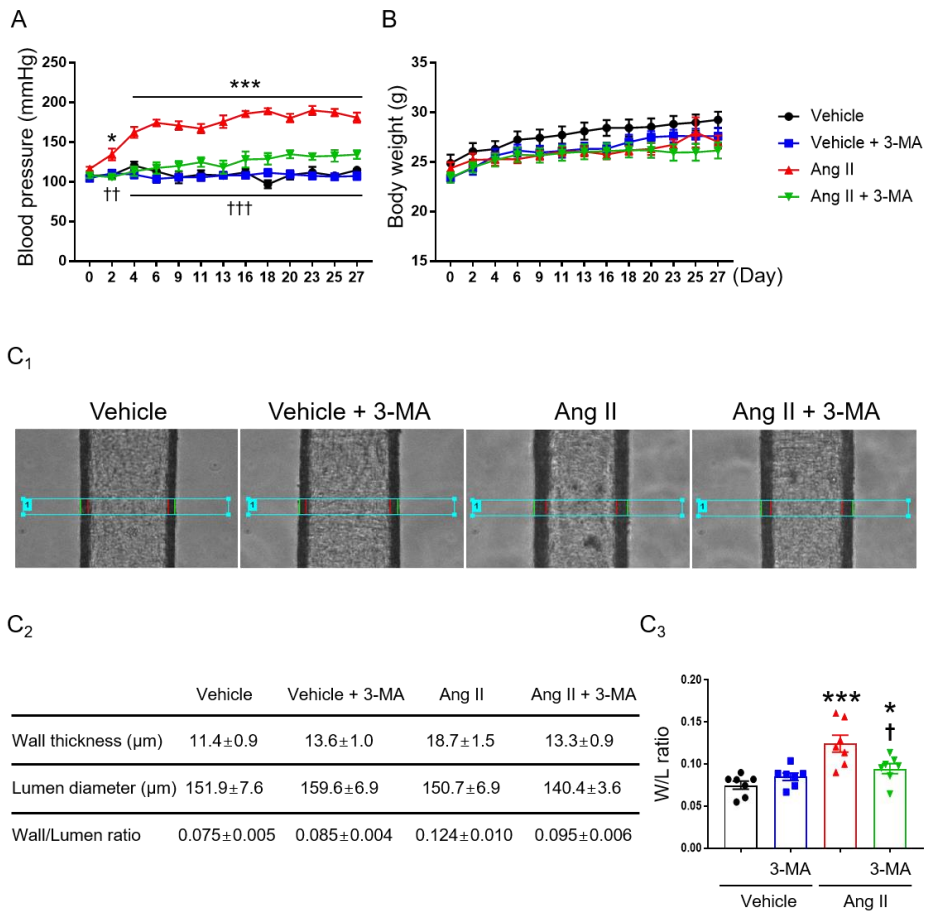 A
B
Blood pressure (mmHg)
250
200
150
100
50
0
***
*
††
†††
0 2 4 6 9 11 13 16 18 20 23 25 27
Body weight (g)
35
30
25
20
15
0 2 4 6 9 11 13 16 18 20 23 25 27 (Day)
Vehicle
Vehicle + 3-MA
Ang II
Ang II + 3-MA
C1
Vehicle Vehicle + 3-MA Ang II Ang II + 3-MA
1 1 1 1
C2
Vehicle Vehicle + 3-MA Ang II Ang II + 3-MA
Wall thickness (µm) 11.4±0.9 13.6±1.0 18.7±1.5 13.3±0.9
Lumen diameter (µm) 151.9±7.6 159.6±6.9 150.7±6.9 140.4±3.6
Wall/Lumen ratio 0.075±0.005 0.085±0.004 0.124±0.010 0.095±0.006
C3
W/L ratio
0.20
0.15
0.10
0.05
0.00
***
*
†
3-MA 3-MA
Vehicle Ang II